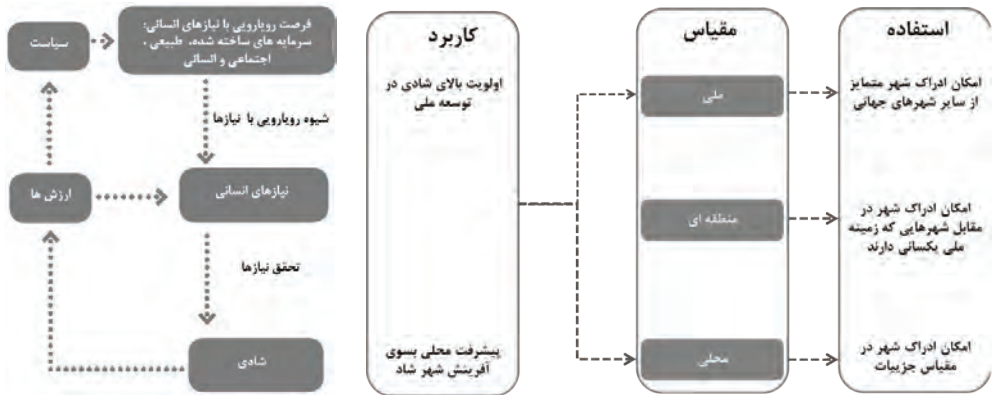 فرصت رویارویی با نیازهای انسانی:
سرمایه های ساخته شده، طبیعی،
اجتماعی و انسانی
سیاست
شیوه رویارویی با نیازها
ارزش ها
نیازهای انسانی
تحقق نیازها
شادی
کاربرد
اولویت بالای شادی در
توسعه ملی
پیشرفت محلی بسوی
آفرینش شهر شاد
مقیاس
ملی
منطقه ای
محلی
استفاده
امکان ادراک شهر متمایز
از سایر شهرهای جهانی
امکان ادراک شهر در
مقابل شهرهایی که زمینه
ملی یکسانی دارند
امکان ادراک شهر در
مقیاس جزییات